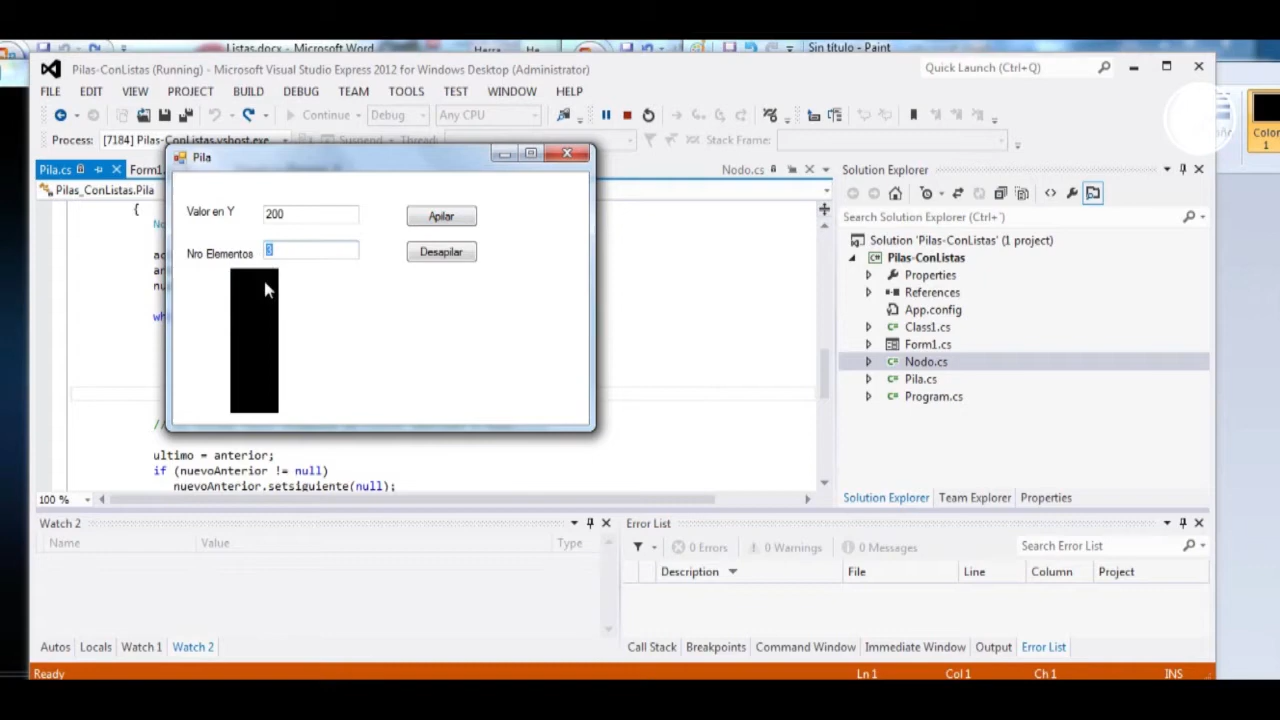 Listas.docx - Microsoft Word
Sin título - Paint
Pilas-ConListas (Running) - Microsoft Visual Studio Express 2012 for Windows Desktop (Administrator)
Quick Launch (Ctrl+Q)
FILE EDIT VIEW PROJECT BUILD DEBUG TEAM TOOLS TEST WINDOW HELP
Continue Debug Any CPU
Process: [7184] Pilas-ConListas.vshost.exe Suspend Thread: Stack Frame:
Color
1
Pila.cs Form1. Nodo.cs
Pilas_ConListas.Pila
{
Pila
Valor en Y 200 Apilar
Nro Elementos 3 Desapilar
ultimo = anterior;
if (nuevoAnterior != null)
nuevoAnterior.setsiguiente(null);
100 %
Solution Explorer
Search Solution Explorer (Ctrl+')
Solution 'Pilas-ConListas' (1 project)
Pilas-ConListas
Properties
References
App.config
Class1.cs
Form1.cs
Nodo.cs
Pila.cs
Program.cs
Solution Explorer Team Explorer Properties
Watch 2
Name Value Type
Autos Locals Watch 1 Watch 2
Error List
0 Errors 0 Warnings 0 Messages Search Error List
Description File Line Column Project
Call Stack Breakpoints Command Window Immediate Window Output Error List
Ready Ln 1 Col 1 Ch 1 INS